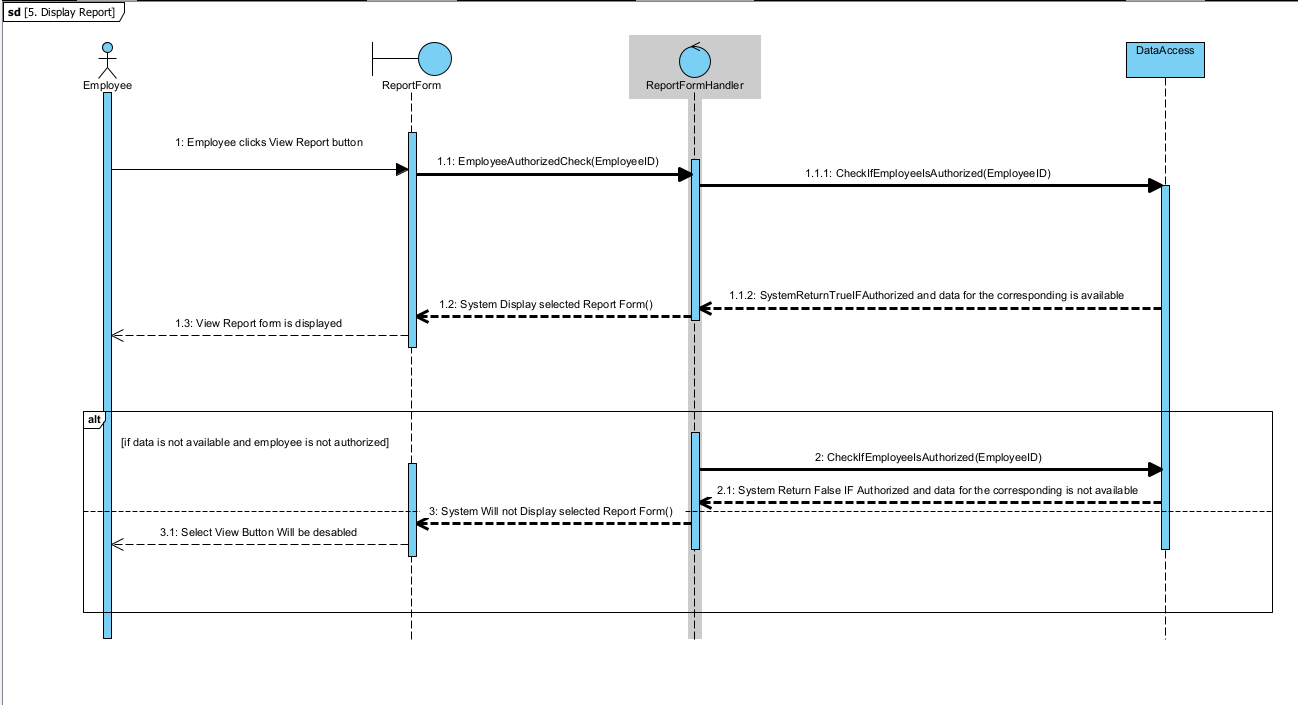 sd [5. Display Report]
Employee
ReportForm
ReportFormHandler
DataAccess
1: Employee clicks View Report button
1.1: EmployeeAuthorizedCheck(EmployeeID)
1.1.1: CheckIfEmployeeIsAuthorized(EmployeeID)
1.1.2: SystemReturnTrueIFAuthorized and data for the corresponding is available
1.2: System Display selected Report Form()
1.3: View Report form is displayed
alt
[if data is not available and employee is not authorized]
2: CheckIfEmployeeIsAuthorized(EmployeeID)
2.1: System Return False IF Authorized and data for the corresponding is not available
3: System Will not Display selected Report Form()
3.1: Select View Button Will be desabled